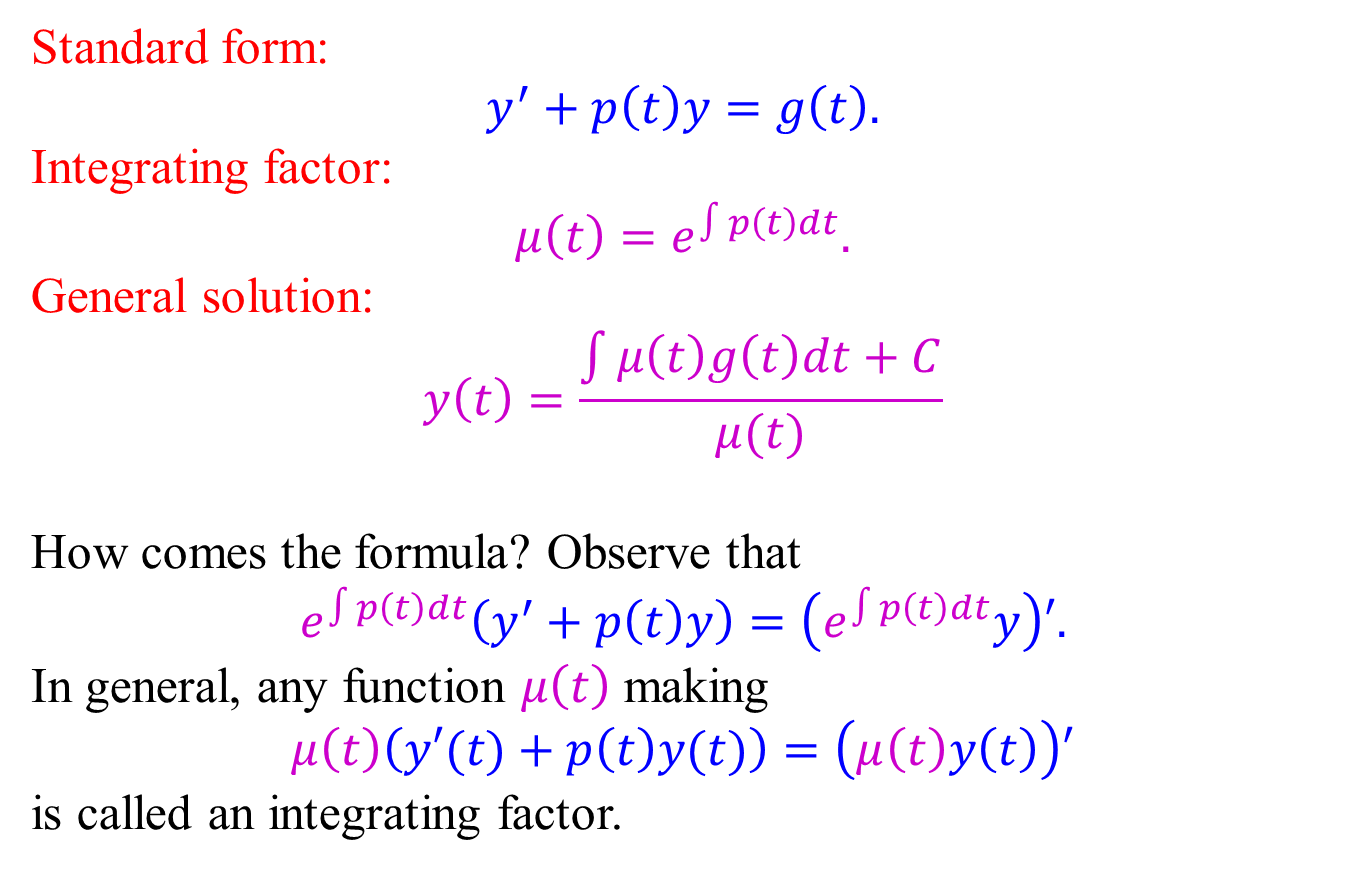 Standard form:
y′ + p(t)y = g(t).
Integrating factor:
μ(t) = e^{∫ p(t)dt}.
General solution:
y(t) = \frac{∫ μ(t)g(t)dt + C}{μ(t)}
How comes the formula? Observe that
e^{∫ p(t)dt}(y′ + p(t)y) = (e^{∫ p(t)dt}y)′.
In general, any function μ(t) making
μ(t)(y′(t) + p(t)y(t)) = (μ(t)y(t))′
is called an integrating factor.